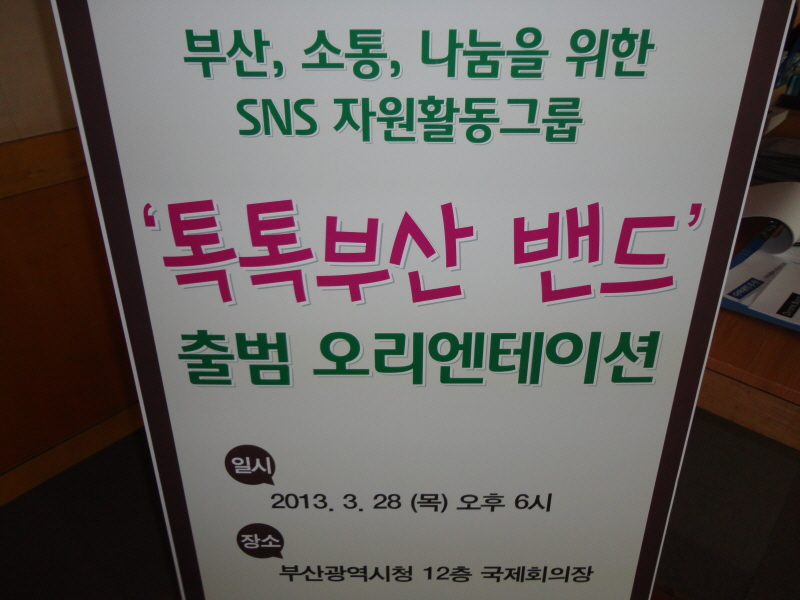 부산, 소통, 나눔을 위한
SNS 자원활동그룹
‘톡톡부산 밴드’
출범 오리엔테이션
일시
2013. 3. 28 (목) 오후 6시
장소
부산광역시청 12층 국제회의장